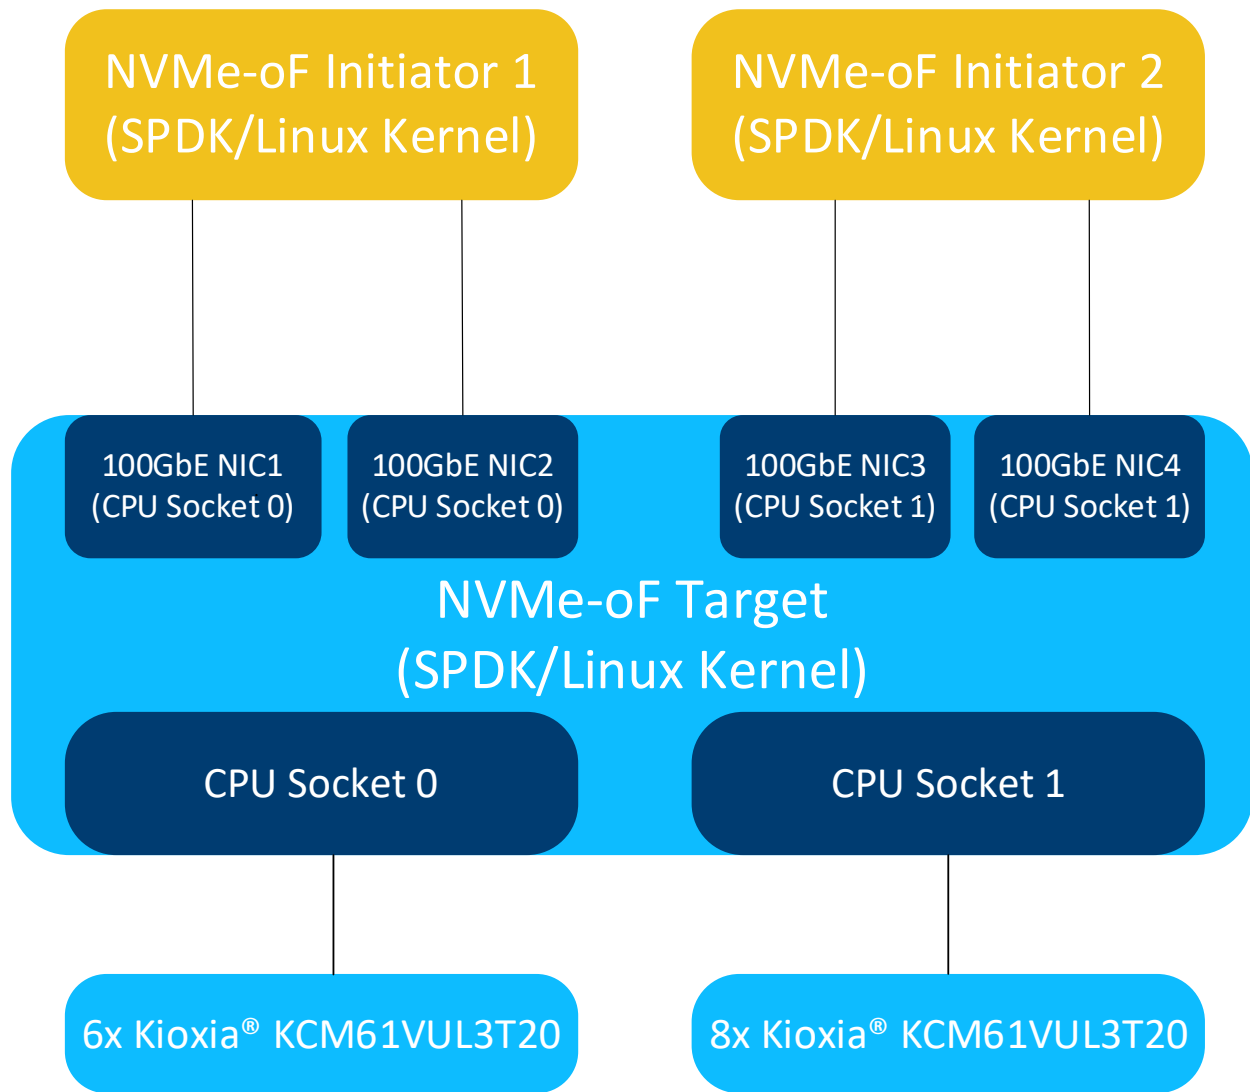 NVMe-oF Initiator 1
(SPDK/Linux Kernel)
NVMe-oF Initiator 2
(SPDK/Linux Kernel)
100GbE NIC1
(CPU Socket 0)
100GbE NIC2
(CPU Socket 0)
100GbE NIC3
(CPU Socket 1)
100GbE NIC4
(CPU Socket 1)
NVMe-oF Target
(SPDK/Linux Kernel)
CPU Socket 0
CPU Socket 1
6x Kioxia® KCM61VUL3T20
8x Kioxia® KCM61VUL3T20